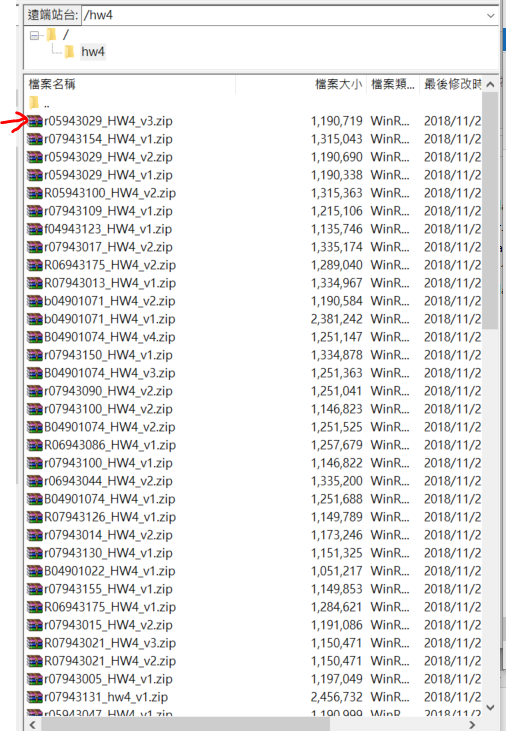 遠端站台: /hw4
/
hw4
檔案名稱 檔案大小 檔案類... 最後修改時
..
r05943029_HW4_v3.zip 1,190,719 WinR... 2018/11/2
r07943154_HW4_v1.zip 1,315,043 WinR... 2018/11/2
r05943029_HW4_v2.zip 1,190,690 WinR... 2018/11/2
r05943029_HW4_v1.zip 1,190,338 WinR... 2018/11/2
R05943100_HW4_v2.zip 1,315,363 WinR... 2018/11/2
r07943109_HW4_v1.zip 1,215,106 WinR... 2018/11/2
f04943123_HW4_v1.zip 1,135,746 WinR... 2018/11/2
r07943017_HW4_v2.zip 1,335,174 WinR... 2018/11/2
R06943175_HW4_v2.zip 1,289,040 WinR... 2018/11/2
R07943013_HW4_v1.zip 1,334,967 WinR... 2018/11/2
b04901071_HW4_v2.zip 1,190,584 WinR... 2018/11/2
b04901071_HW4_v1.zip 2,381,242 WinR... 2018/11/2
B04901074_HW4_v4.zip 1,251,147 WinR... 2018/11/2
r07943150_HW4_v1.zip 1,334,878 WinR... 2018/11/2
B04901074_HW4_v3.zip 1,251,363 WinR... 2018/11/2
r07943090_HW4_v2.zip 1,251,041 WinR... 2018/11/2
r07943100_HW4_v2.zip 1,146,823 WinR... 2018/11/2
B04901074_HW4_v2.zip 1,251,525 WinR... 2018/11/2
R06943086_HW4_v1.zip 1,257,679 WinR... 2018/11/2
r07943100_HW4_v1.zip 1,146,822 WinR... 2018/11/2
r06943044_HW4_v2.zip 1,335,200 WinR... 2018/11/2
B04901074_HW4_v1.zip 1,251,688 WinR... 2018/11/2
R07943126_HW4_v1.zip 1,149,789 WinR... 2018/11/2
r07943014_HW4_v2.zip 1,173,246 WinR... 2018/11/2
r07943130_HW4_v1.zip 1,151,325 WinR... 2018/11/2
B04901022_HW4_v1.zip 1,051,217 WinR... 2018/11/2
r07943155_HW4_v1.zip 1,149,853 WinR... 2018/11/2
R06943175_HW4_v1.zip 1,284,621 WinR... 2018/11/2
r07943015_HW4_v2.zip 1,191,086 WinR... 2018/11/2
R07943021_HW4_v3.zip 1,150,471 WinR... 2018/11/2
R07943021_HW4_v2.zip 1,150,471 WinR... 2018/11/2
r07943005_HW4_v1.zip 1,197,049 WinR... 2018/11/2
r07943131_hw4_v1.zip 2,456,732 WinR... 2018/11/2
r05943047_HW4_v1.zip 1,190,999 WinR... 2018/11/2